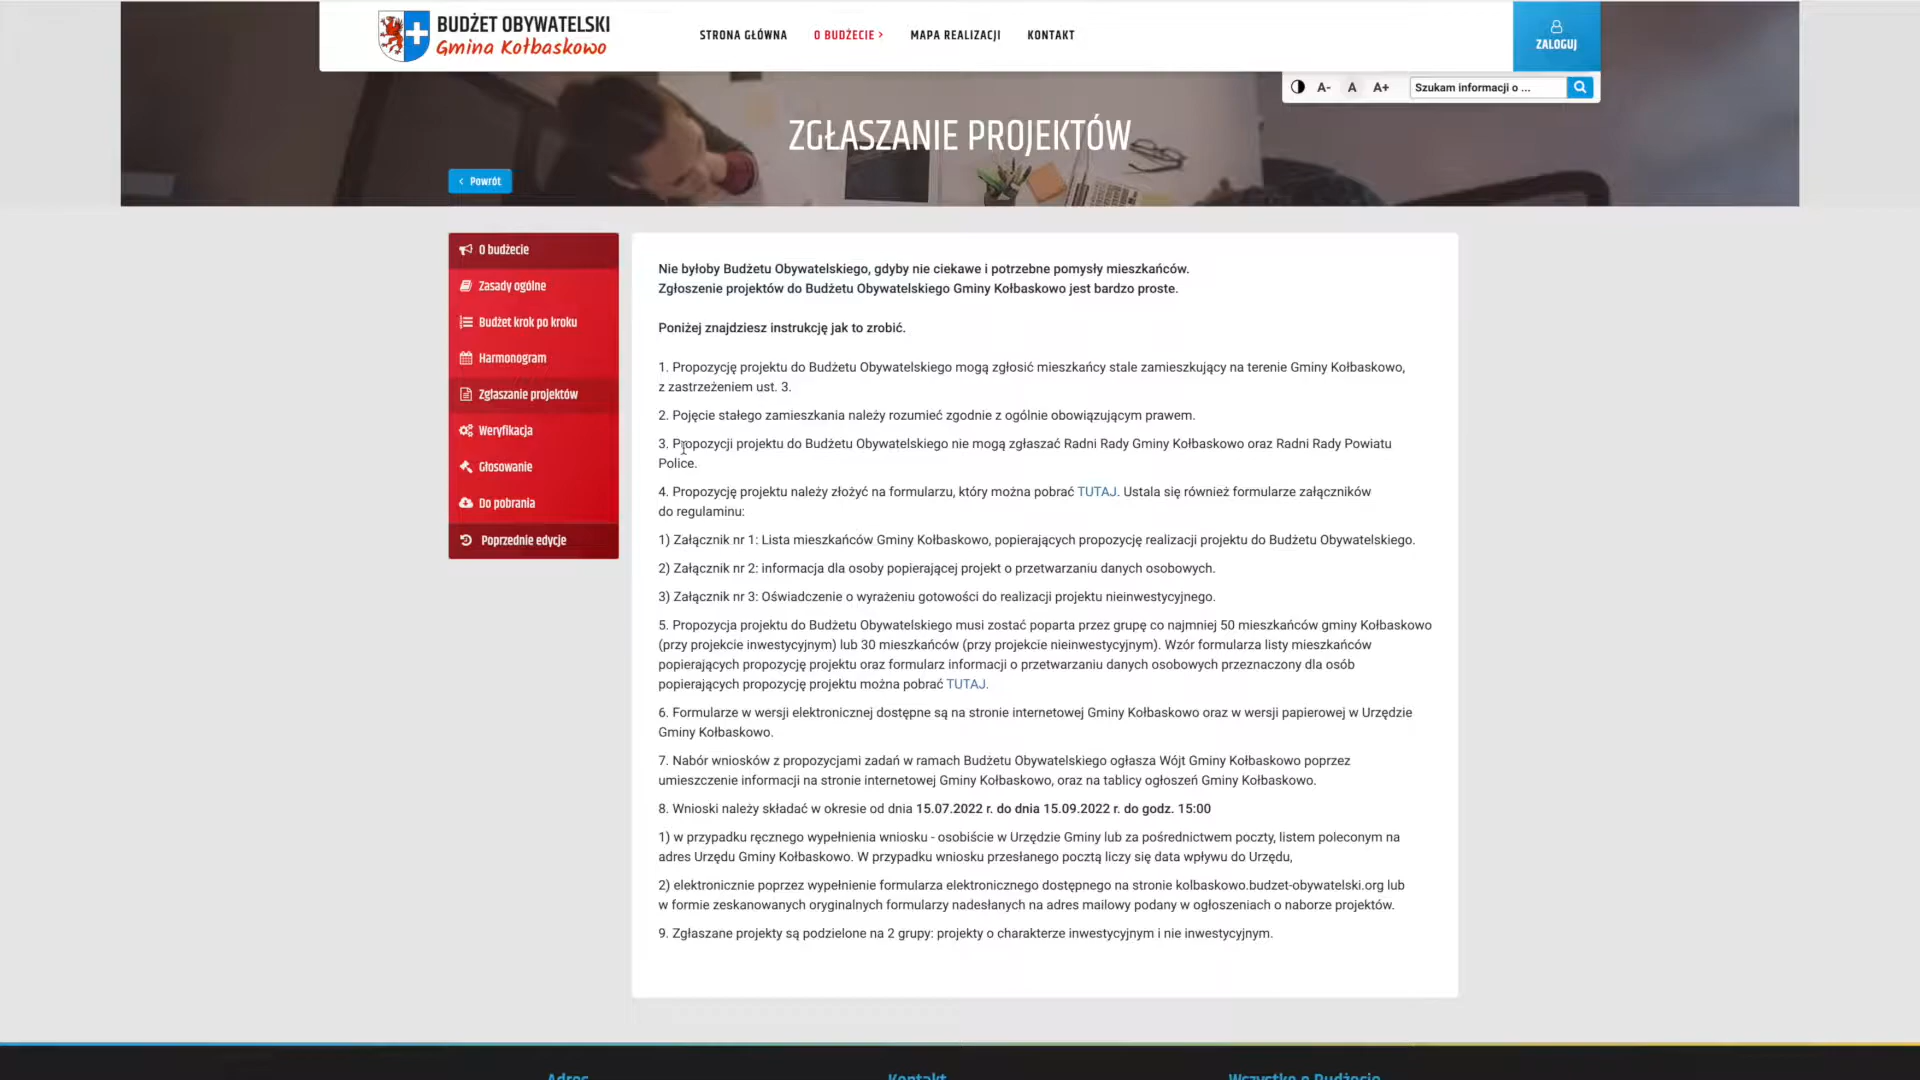 BUDŻET OBYWATELSKI
Gmina Kołbaskowo
STRONA GŁÓWNA
O BUDŻECIE >
MAPA REALIZACJI
KONTAKT
ZALOGUJ
A-
A
A+
Szukam informacji o ...
ZGŁASZANIE PROJEKTÓW
< Powrót
O budżecie
Zasady ogólne
Budżet krok po kroku
Harmonogram
Zgłaszanie projektów
Weryfikacja
Głosowanie
Do pobrania
Poprzednie edycje
Nie byłoby Budżetu Obywatelskiego, gdyby nie ciekawe i potrzebne pomysły mieszkańców.
Zgłoszenie projektów do Budżetu Obywatelskiego Gminy Kołbaskowo jest bardzo proste.
Poniżej znajdziesz instrukcję jak to zrobić.
1. Propozycję projektu do Budżetu Obywatelskiego mogą zgłosić mieszkańcy stale zamieszkujący na terenie Gminy Kołbaskowo,
z zastrzeżeniem ust. 3.
2. Pojęcie stałego zamieszkania należy rozumieć zgodnie z ogólnie obowiązującym prawem.
3. Propozycji projektu do Budżetu Obywatelskiego nie mogą zgłaszać Radni Rady Gminy Kołbaskowo oraz Radni Rady Powiatu
Police.
4. Propozycję projektu należy złożyć na formularzu, który można pobrać TUTAJ. Ustala się również formularze załączników
do regulaminu:
1) Załącznik nr 1: Lista mieszkańców Gminy Kołbaskowo, popierających propozycję realizacji projektu do Budżetu Obywatelskiego.
2) Załącznik nr 2: informacja dla osoby popierającej projekt o przetwarzaniu danych osobowych.
3) Załącznik nr 3: Oświadczenie o wyrażeniu gotowości do realizacji projektu nieinwestycyjnego.
5. Propozycja projektu do Budżetu Obywatelskiego musi zostać poparta przez grupę co najmniej 50 mieszkańców gminy Kołbaskowo
(przy projekcie inwestycyjnym) lub 30 mieszkańców (przy projekcie nieinwestycyjnym). Wzór formularza listy mieszkańców
popierających propozycję projektu oraz formularz informacji o przetwarzaniu danych osobowych przeznaczony dla osób
popierających propozycję projektu można pobrać TUTAJ.
6. Formularze w wersji elektronicznej dostępne są na stronie internetowej Gminy Kołbaskowo oraz w wersji papierowej w Urzędzie
Gminy Kołbaskowo.
7. Nabór wniosków z propozycjami zadań w ramach Budżetu Obywatelskiego ogłasza Wójt Gminy Kołbaskowo poprzez
umieszczenie informacji na stronie internetowej Gminy Kołbaskowo, oraz na tablicy ogłoszeń Gminy Kołbaskowo.
8. Wnioski należy składać w okresie od dnia 15.07.2022 r. do dnia 15.09.2022 r. do godz. 15:00
1) w przypadku ręcznego wypełnienia wniosku - osobiście w Urzędzie Gminy lub za pośrednictwem poczty, listem poleconym na
adres Urzędu Gminy Kołbaskowo. W przypadku wniosku przesłanego pocztą liczy się data wpływu do Urzędu,
2) elektronicznie poprzez wypełnienie formularza elektronicznego dostępnego na stronie kolbaskowo.budzet-obywatelski.org lub
w formie zeskanowanych oryginalnych formularzy nadesłanych na adres mailowy podany w ogłoszeniach o naborze projektów.
9. Zgłaszane projekty są podzielone na 2 grupy: projekty o charakterze inwestycyjnym i nie inwestycyjnym.
Adres
Kontakt
Wszystko o Budżecie